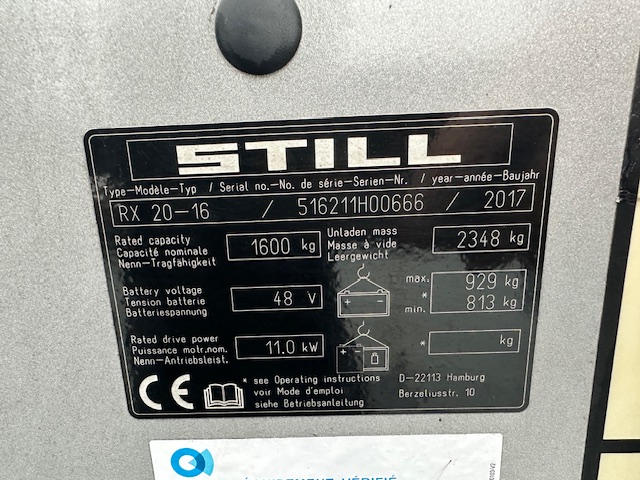 STILL
Type-Modèle-Typ / Serial no.-No. de série-Serien-Nr. / year-année-Baujahr
RX 20-16 / 516211H00666 / 2017
Rated capacity
Capacité nominale
Nenn-Tragfähigkeit
1600 kg
Unladen mass
Masse à vide
Leergewicht
2348 kg
Battery voltage
Tension batterie
Batteriespannung
48 V
max. 929 kg
*
min. 813 kg
Rated drive power
Puissance motr.nom.
Nenn-Antriebsleist.
11.0 kW
* kg
CE
* see Operating instructions
voir Mode d'emploi
siehe Betriebsanleitung
D-22113 Hamburg
Berzeliusstr. 10
ÉQUIPEMENT VÉRIFIÉ